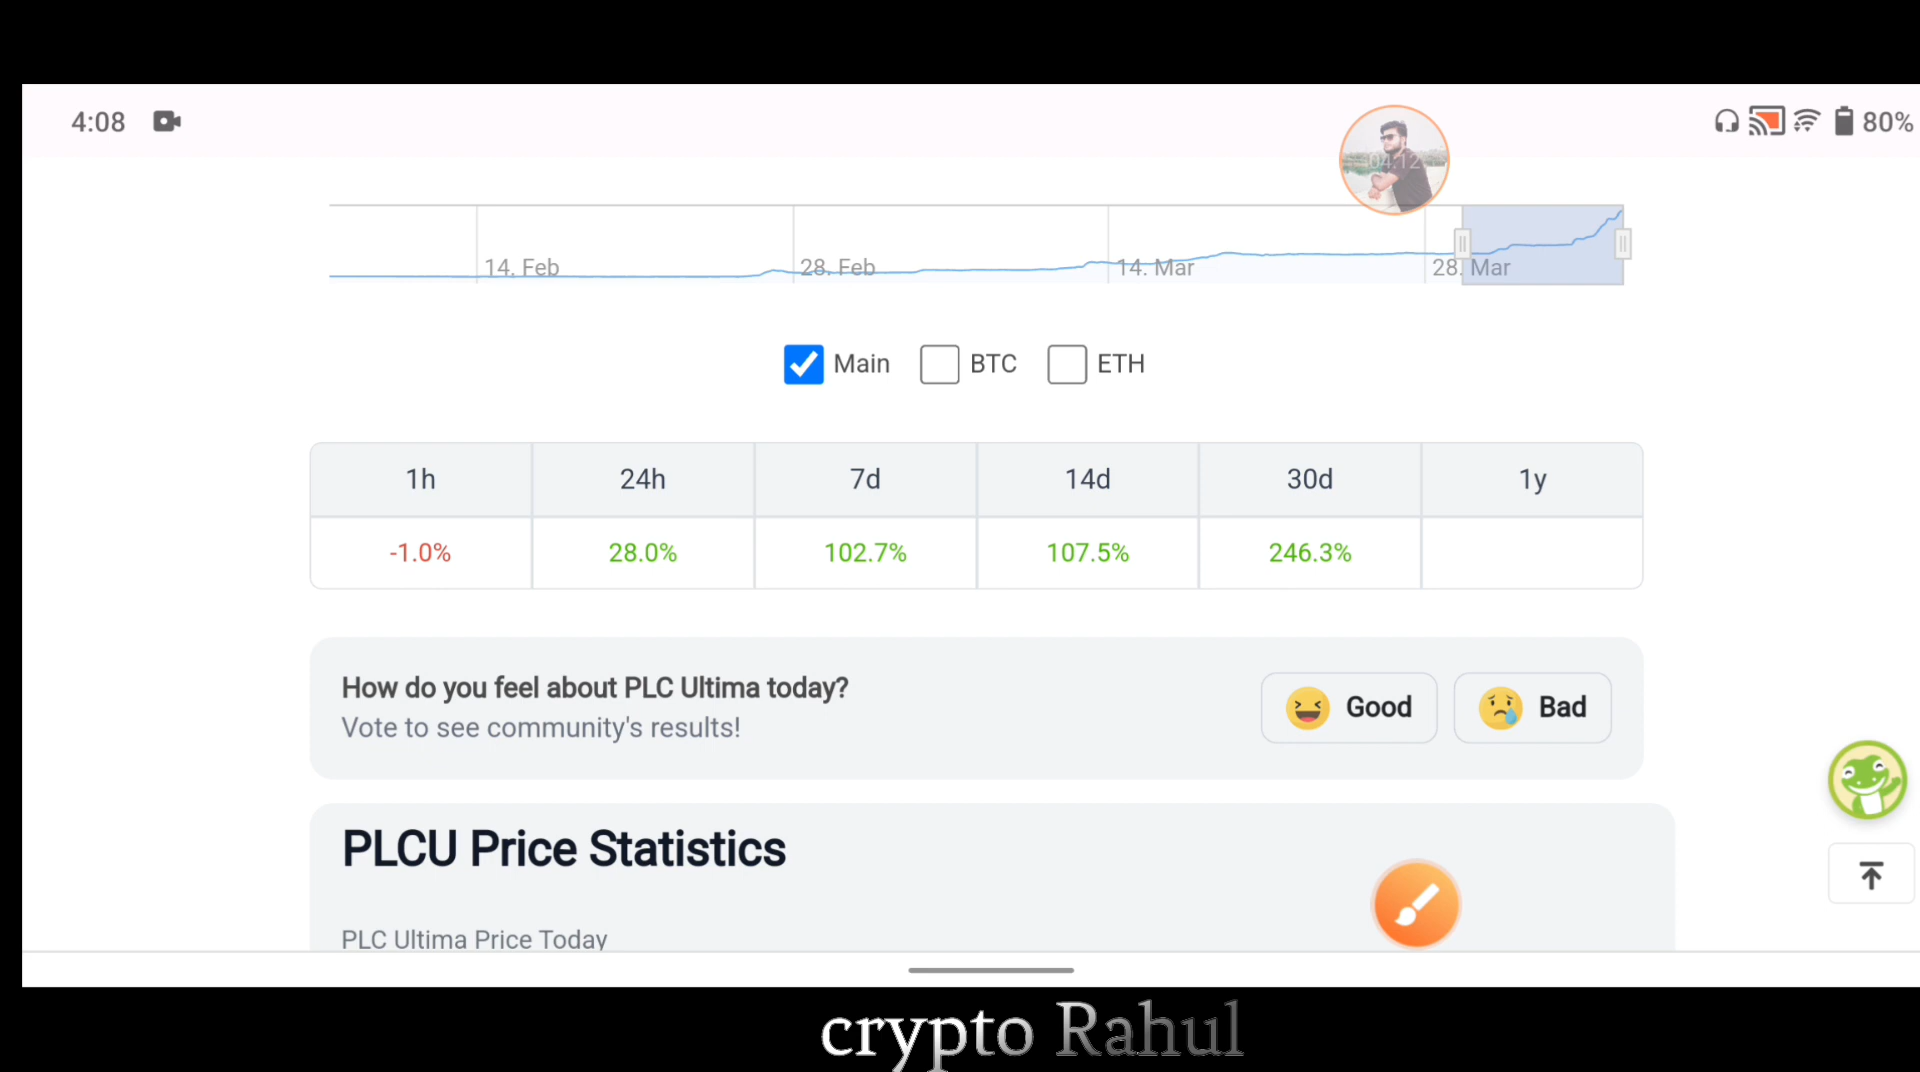 4:08
80%
04:12
14. Feb 28. Feb 14. Mar 28. Mar
Main BTC ETH
1h 24h 7d 14d 30d 1y
-1.0% 28.0% 102.7% 107.5% 246.3%
How do you feel about PLC Ultima today?
Vote to see community's results!
Good Bad
PLCU Price Statistics
PLC Ultima Price Today
crypto Rahul